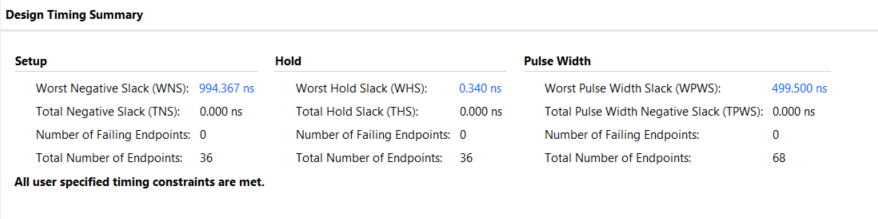 Design Timing Summary
Setup Hold Pulse Width
Worst Negative Slack (WNS): 994.367 ns Worst Hold Slack (WHS): 0.340 ns Worst Pulse Width Slack (WPWS): 499.500 ns
Total Negative Slack (TNS): 0.000 ns Total Hold Slack (THS): 0.000 ns Total Pulse Width Negative Slack (TPWS): 0.000 ns
Number of Failing Endpoints: 0 Number of Failing Endpoints: 0 Number of Failing Endpoints: 0
Total Number of Endpoints: 36 Total Number of Endpoints: 36 Total Number of Endpoints: 68
All user specified timing constraints are met.